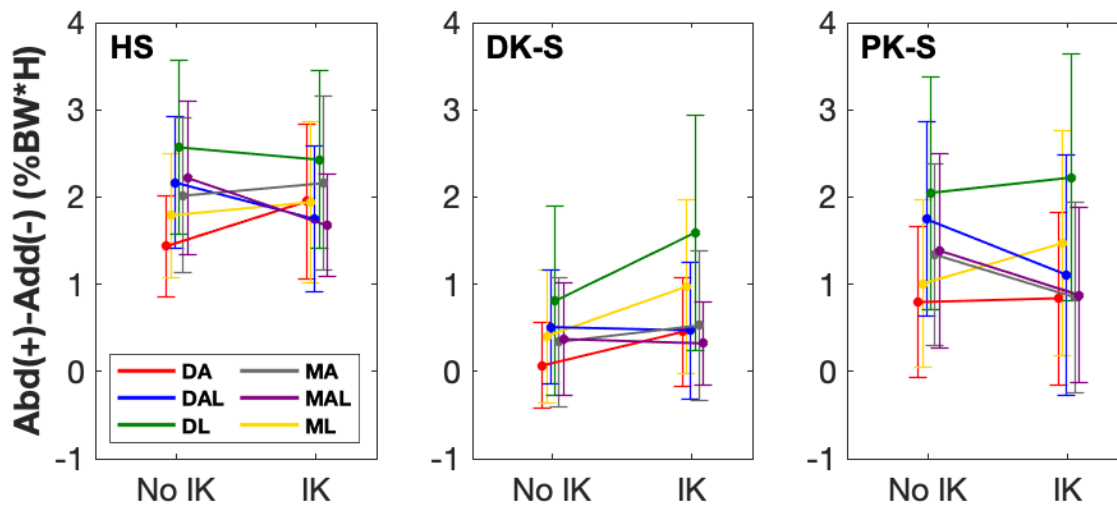 Abd(+)-Add(-) (%BW*H)
HS
4
3
2
1
0
-1
No IK IK
DA MA
DAL MAL
DL ML
DK-S
4
3
2
1
0
-1
No IK IK
PK-S
4
3
2
1
0
-1
No IK IK